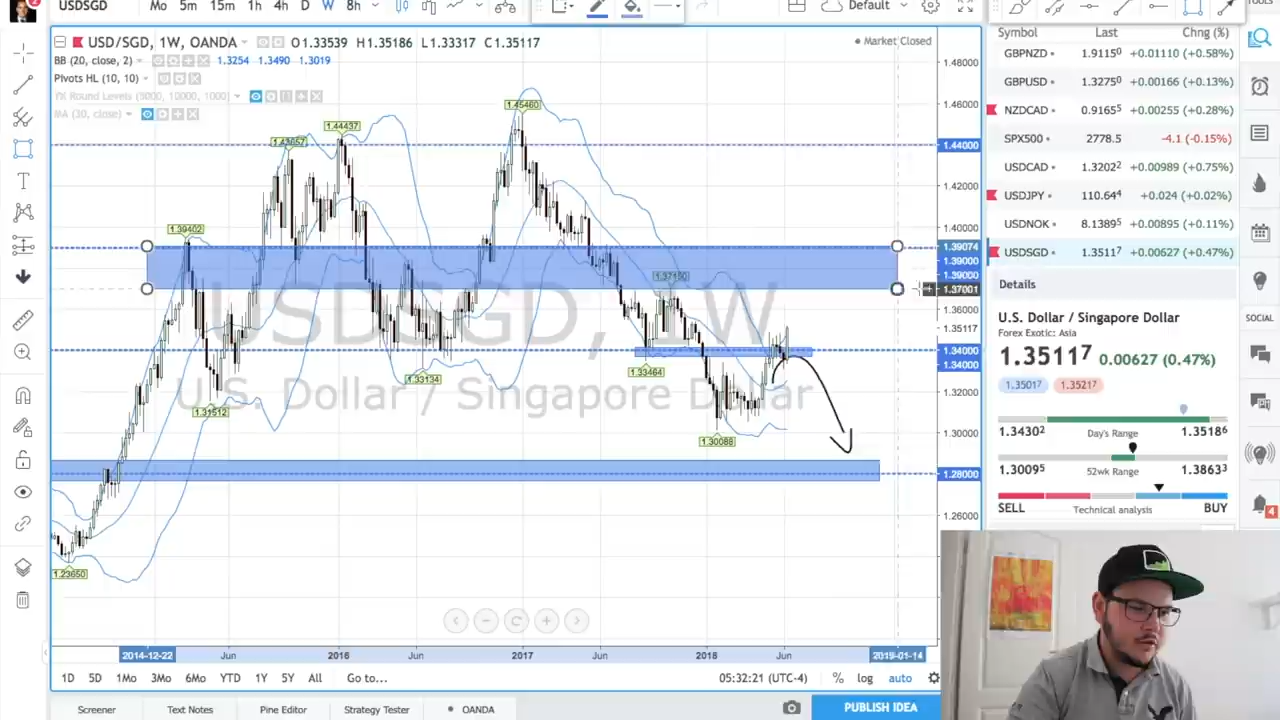 USDSGD Mo 5m 15m 1h 4h D W 8h Default
USD/SGD, 1W, OANDA O1.33539 H1.35186 L1.33317 C1.35117
Market Closed
BB (20, close, 2) 1.3254 1.3490 1.3019
Pivots HL (10, 10)
MA (30, close)
USDSGD, 1W
U.S. Dollar / Singapore Dollar
1.45460
1.44437
1.39402
1.37100
1.33464
1.33134
1.31512
1.30088
1.23650
1.48000
1.46000
1.44000
1.42000
1.40000
1.39074
1.39000
1.39000
1.37001
1.36000
1.35117
1.34000
1.34000
1.32000
1.30000
1.28000
1.26000
2014-12-22 Jun 2016 Jun 2017 Jun 2018 Jun 2019-01-14
1D 5D 1Mo 3Mo 6Mo YTD 1Y 5Y All Go to... 05:32:21 (UTC-4) % log auto
Screener Text Notes Pine Editor Strategy Tester OANDA PUBLISH IDEA
Symbol Last Chng (%)
GBPNZD 1.9115⁰ +0.01110 (+0.58%)
GBPUSD 1.3275⁰ +0.00166 (+0.13%)
NZDCAD 0.9165⁵ +0.00255 (+0.28%)
SPX500 2778.5 -4.1 (-0.15%)
USDCAD 1.3202² +0.00989 (+0.75%)
USDJPY 110.64⁴ +0.024 (+0.02%)
USDNOK 8.1389⁵ +0.00895 (+0.11%)
USDSGD 1.3511⁷ +0.00627 (+0.47%)
Details
U.S. Dollar / Singapore Dollar
Forex Exotic: Asia
1.3511⁷ 0.00627 (0.47%)
1.35017 1.35217
1.3430² Day's Range 1.3518⁶
1.3009⁵ 52wk Range 1.3863³
SELL Technical analysis BUY
SOCIAL
4